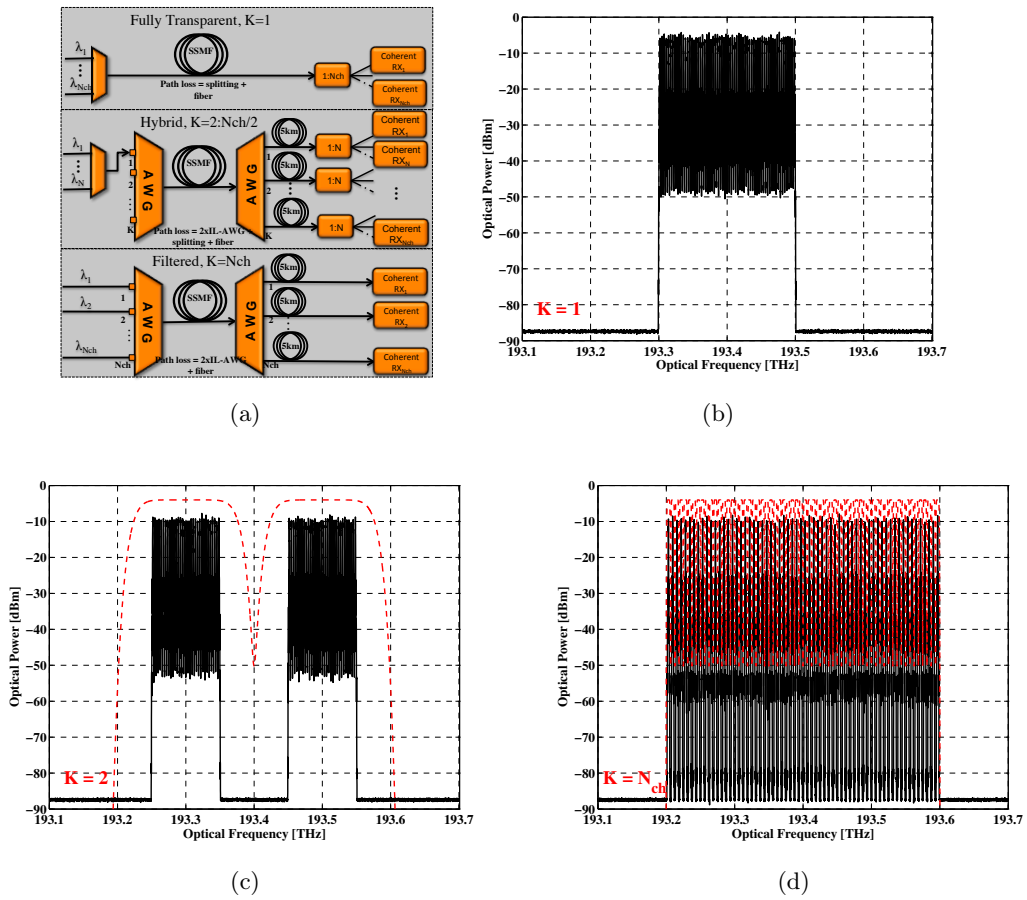 Fully Transparent, K=1
λ1
SSMF
λNch
Path loss = splitting +
fiber
1:Nch
Coherent
RX1
Coherent
RXNch
(a)
Hybrid, K=2:Nch/2
λ1
λN
1
2
K
A W G
SSMF
A W G
Path loss = 2xIL-AWG +
splitting + fiber
5km
1
5km
2
5km
K
1:N
1:N
1:N
Coherent
RX1
Coherent
RXN
Coherent
RXNch
Filtered, K=Nch
λ1
λ2
λNch
1
2
Nch
A W G
SSMF
A W G
Path loss = 2xIL-AWG
+ fiber
5km
1
5km
2
5km
Nch
Coherent
RX1
Coherent
RX2
Coherent
RXNch
0
−10
−20
−30
−40
−50
−60
−70
−80
−90
Optical Power [dBm]
K = 1
193.1 193.2 193.3 193.4 193.5 193.6 193.7
Optical Frequency [THz]
(b)
0
−10
−20
−30
−40
−50
−60
−70
−80
−90
Optical Power [dBm]
K = 2
193.1 193.2 193.3 193.4 193.5 193.6 193.7
Optical Frequency [THz]
(c)
0
−10
−20
−30
−40
−50
−60
−70
−80
−90
Optical Power [dBm]
K = Nch
193.1 193.2 193.3 193.4 193.5 193.6 193.7
Optical Frequency [THz]
(d)